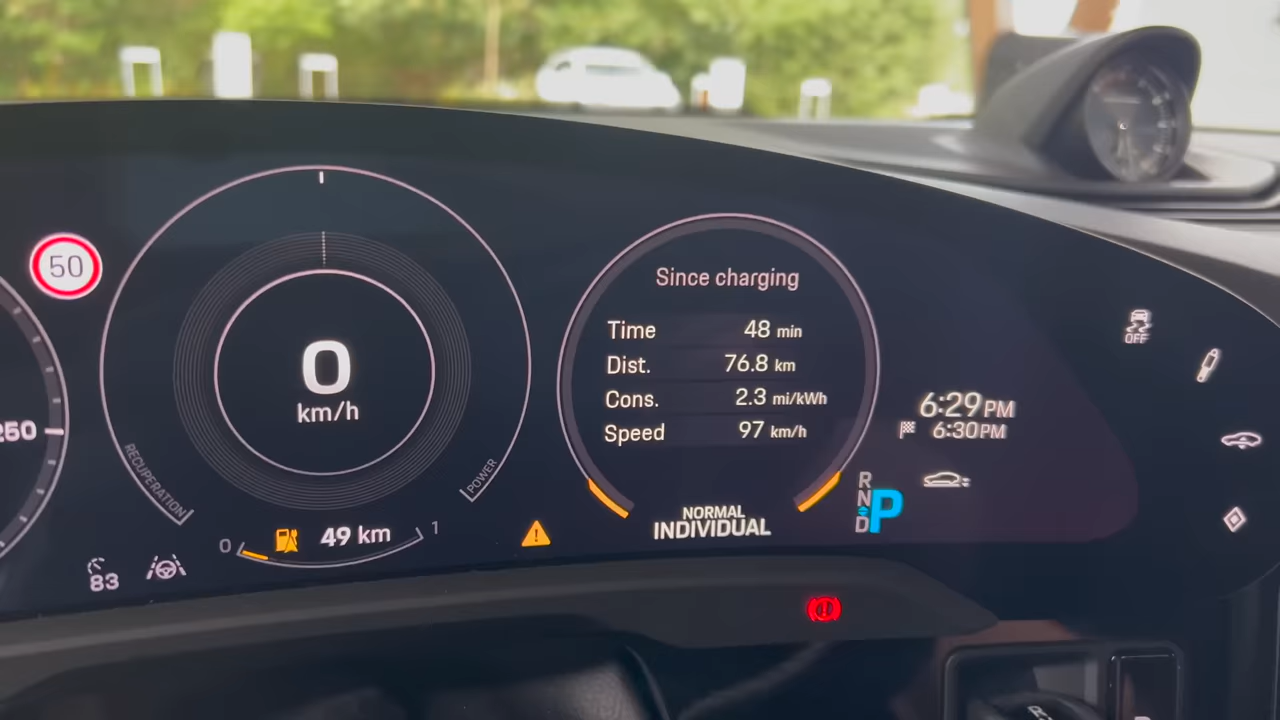 50
250
RECUPERATION
POWER
0
km/h
0
49 km
1
83
Since charging
Time 48 min
Dist. 76.8 km
Cons. 2.3 mi/kWh
Speed 97 km/h
NORMAL
INDIVIDUAL
6:29 PM
6:30 PM
R
N
D
P
OFF